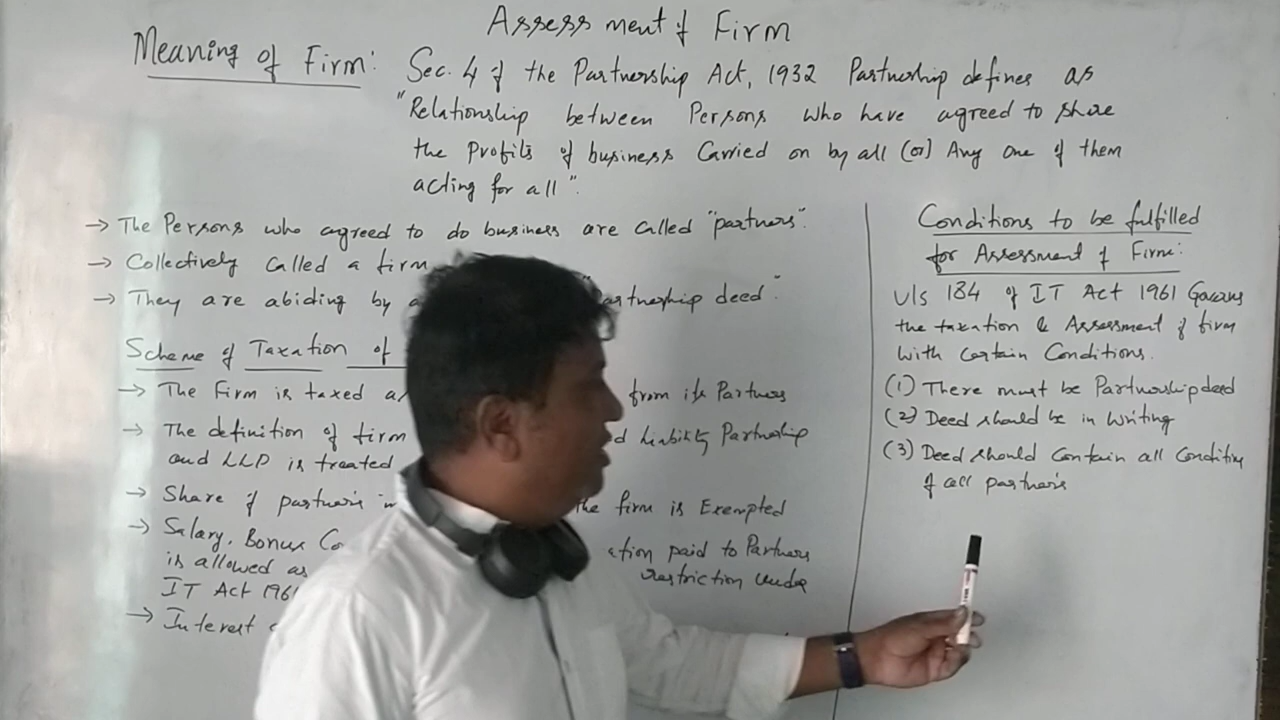 Assessment of Firm
Meaning of Firm: Sec. 4 of the Partnership Act, 1932 Partnership defines as
"Relationship between Persons who have agreed to share
the Profits of business Carried on by all (or) Any one of them
acting for all".
→ The Persons who agreed to do business are called "partners".
→ Collectively called a firm
→ They are abiding by deed."
Scheme of Taxation of
→ The Firm is taxed from its Partners
→ The definition of firm liability Partnership
and LLP is treated
→ Share of partner's the firm is Exempted
→ Salary, Bonus paid to Partners
is allowed as restriction under
IT Act 1961
→ Interest
Conditions to be fulfilled
for Assessment of Firm:
U/s 184 of IT Act 1961 Governs
the taxation & Assessment of firm
with certain Conditions.
(1) There must be Partnership deed
(2) Deed should be in writing
(3) Deed should contain all Condition
of all partner's